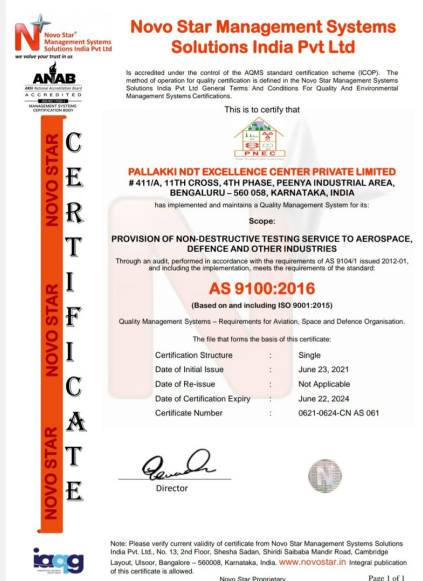 Novo Star®
Management Systems
Solutions India Pvt Ltd
we value your trust in us
Novo Star Management Systems
Solutions India Pvt Ltd
ANAB
ANSI National Accreditation Board
ACCREDITED
MANAGEMENT SYSTEMS
CERTIFICATION BODY
Is accredited under the control of the AQMS standard certification scheme (ICOP). The
method of operation for quality certification is defined in the Novo Star Management Systems
Solutions India Pvt Ltd General Terms And Conditions For Quality And Environmental
Management Systems Certifications.
This is to certify that
PNEC
PALLAKKI NDT EXCELLENCE CENTER PRIVATE LIMITED
# 411/A, 11TH CROSS, 4TH PHASE, PEENYA INDUSTRIAL AREA,
BENGALURU – 560 058, KARNATAKA, INDIA
has implemented and maintains a Quality Management System for its:
Scope:
PROVISION OF NON-DESTRUCTIVE TESTING SERVICE TO AEROSPACE,
DEFENCE AND OTHER INDUSTRIES
Through an audit, performed in accordance with the requirements of AS 9104/1 issued 2012-01,
and including the implementation, meets the requirements of the standard:
AS 9100:2016
(Based on and including ISO 9001:2015)
Quality Management Systems – Requirements for Aviation, Space and Defence Organisation.
The file that forms the basis of this certificate:
Certification Structure : Single
Date of Initial Issue : June 23, 2021
Date of Re-issue : Not Applicable
Date of Certification Expiry : June 22, 2024
Certificate Number : 0621-0624-CN AS 061
CERTIFICATE
NOVO STAR
NOVO STAR
NOVO STAR
Director
iaqg
Note: Please verify current validity of certificate from Novo Star Management Systems Solutions
India Pvt. Ltd., No. 13, 2nd Floor, Shesha Sadan, Shiridi Saibaba Mandir Road, Cambridge
Layout, Ulsoor, Bangalore – 560008, Karnataka, India. www.novostar.in Integral publication
of this certificate is allowed.
Novo Star Proprietary
Page 1 of 1